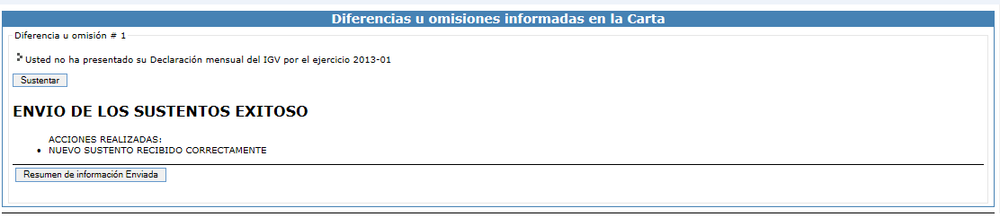 Diferencias u omisiones informadas en la Carta
Diferencia u omisión # 1
Usted no ha presentado su Declaración mensual del IGV por el ejercicio 2013-01
Sustentar
ENVIO DE LOS SUSTENTOS EXITOSO
ACCIONES REALIZADAS:
• NUEVO SUSTENTO RECIBIDO CORRECTAMENTE
Resumen de información Enviada